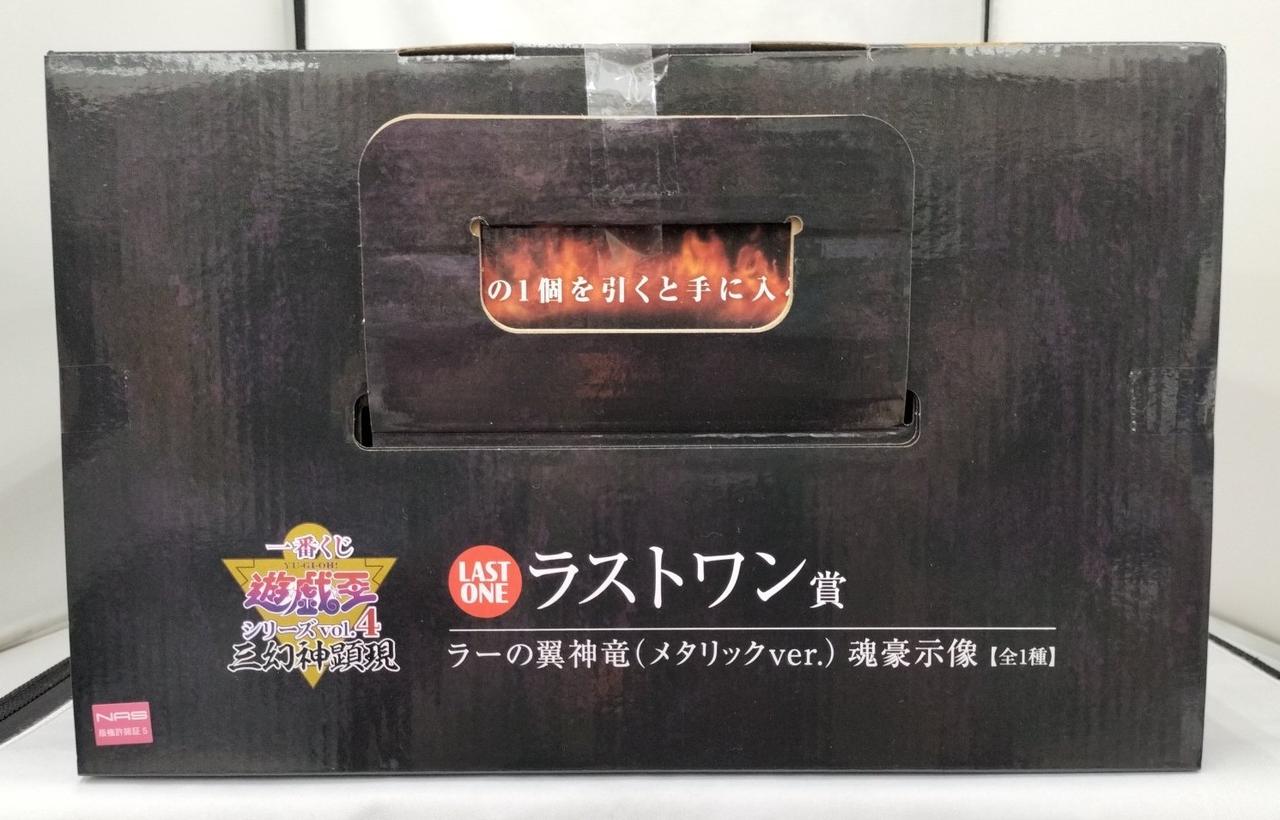 の1個を引くと手に入
一番くじ
YU-GI-OH!
遊戯王
シリーズvol.4
三幻神顕現
LAST
ONE
ラストワン賞
ラーの翼神竜(メタリックver.) 魂豪示像【全1種】
NAS
版権許諾証 S